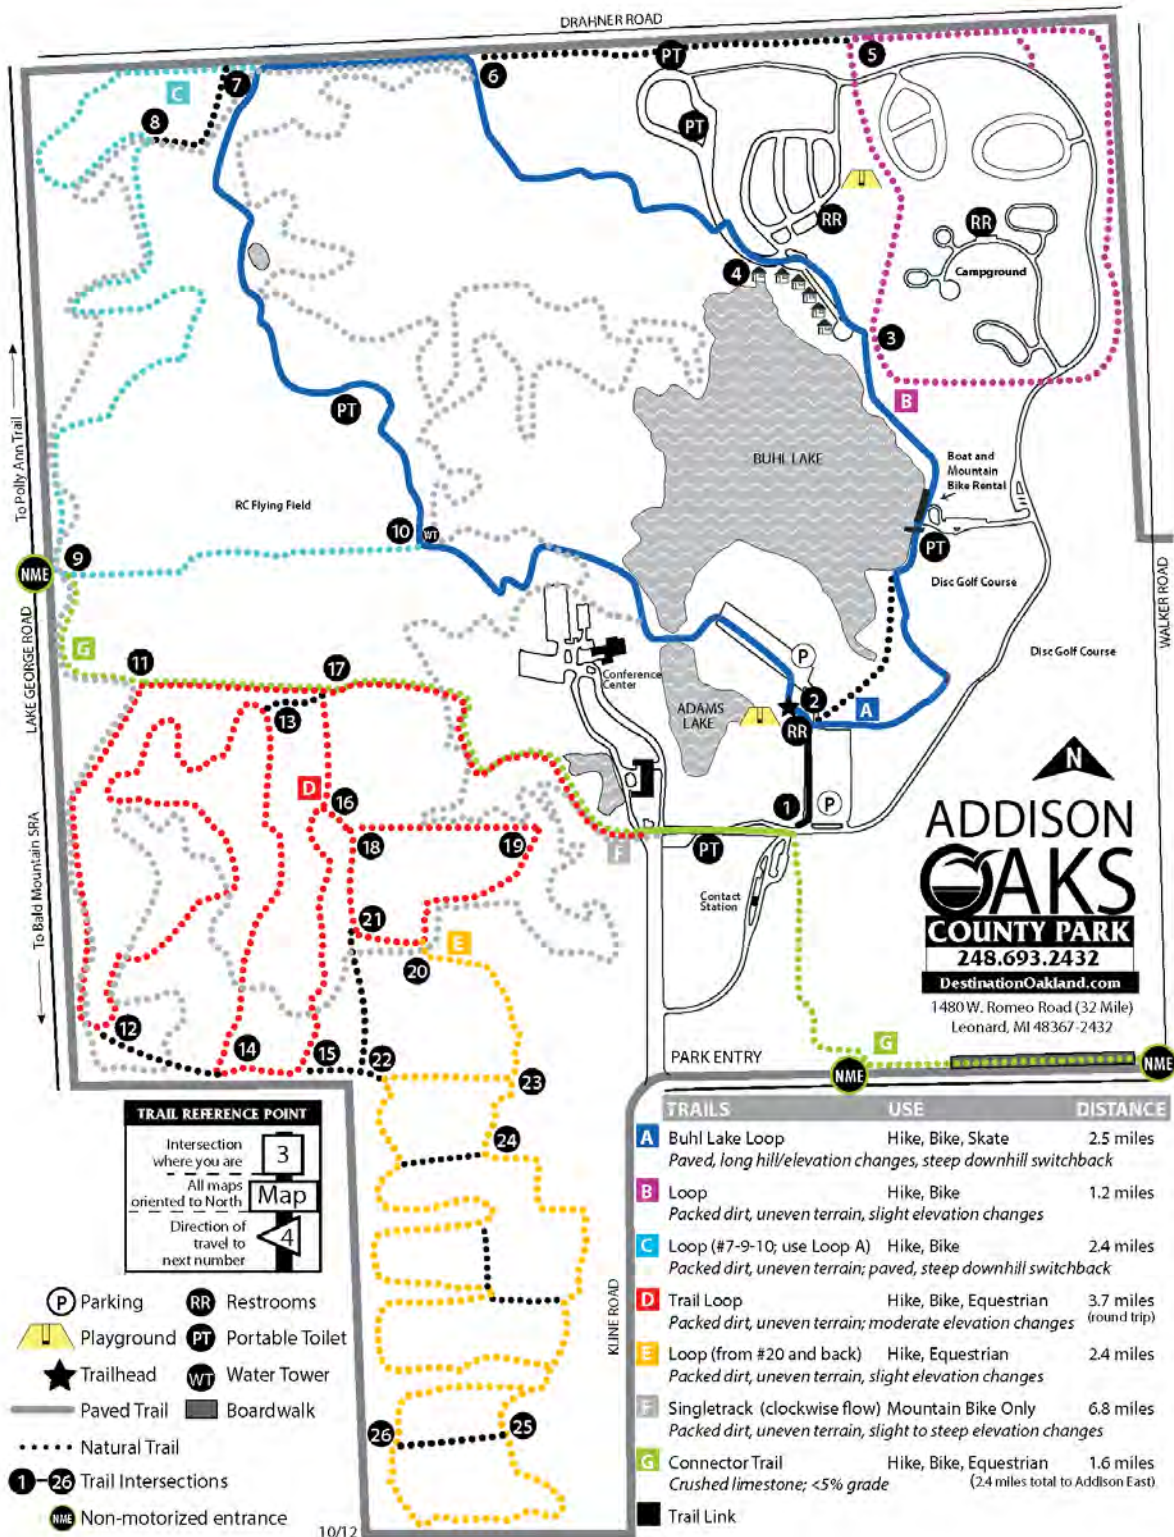 DRAHNER ROAD
5
PT
6
7
C
8
PT
RR
RR
4
Campground
3
B
To Polly Ann Trail
PT
BUHL LAKE
Boat and
Mountain
Bike Rental
RC Flying Field
10
WT
PT
9
NME
Disc Golf Course
WALKER ROAD
LAKE GEORGE ROAD
G
11
17
Conference
Center
P
Disc Golf Course
2
ADAMS
LAKE
A
13
RR
N
D
16
1
P
To Bald Mountain SRA
18
19
F
PT
ADDISON
OAKS
COUNTY PARK
248.693.2432
DestinationOakland.com
1480 W. Romeo Road (32 Mile)
Leonard, MI 48367-2432
Contact
Station
21
E
20
12
14
15
22
23
PARK ENTRY
G
NME
NME
24
KLINE ROAD
26
25
TRAIL REFERENCE POINT
Intersection
where you are
3
All maps
oriented to North
Map
Direction of
travel to
next number
4
P Parking
RR Restrooms
Playground
PT Portable Toilet
Trailhead
WT Water Tower
Paved Trail
Boardwalk
Natural Trail
1 - 26 Trail Intersections
NME Non-motorized entrance
10/12
TRAILS USE DISTANCE
A Buhl Lake Loop Hike, Bike, Skate 2.5 miles
Paved, long hill/elevation changes, steep downhill switchback
B Loop Hike, Bike 1.2 miles
Packed dirt, uneven terrain, slight elevation changes
C Loop (#7-9-10; use Loop A) Hike, Bike 2.4 miles
Packed dirt, uneven terrain; paved, steep downhill switchback
D Trail Loop Hike, Bike, Equestrian 3.7 miles
Packed dirt, uneven terrain; moderate elevation changes (round trip)
E Loop (from #20 and back) Hike, Equestrian 2.4 miles
Packed dirt, uneven terrain, slight elevation changes
F Singletrack (clockwise flow) Mountain Bike Only 6.8 miles
Packed dirt, uneven terrain, slight to steep elevation changes
G Connector Trail Hike, Bike, Equestrian 1.6 miles
Crushed limestone; <5% grade (2.4 miles total to Addison East)
Trail Link